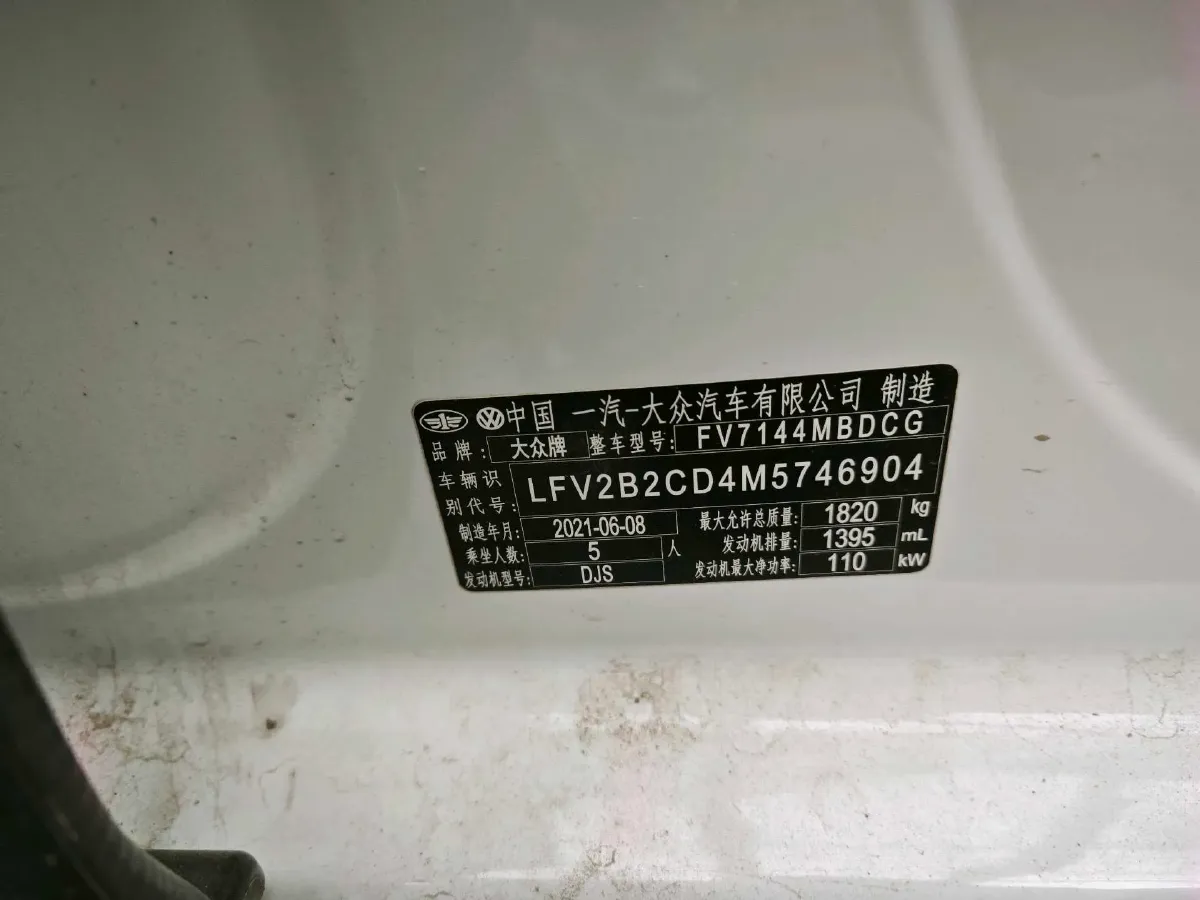 中国 一汽-大众汽车有限公司 制造
品牌: 大众牌 整车型号: FV7144MBDCG
车辆识别代号: LFV2B2CD4M5746904
制造年月: 2021-06-08 最大允许总质量: 1820 kg
乘坐人数: 5 人 发动机排量: 1395 mL
发动机型号: DJS 发动机最大净功率: 110 kW